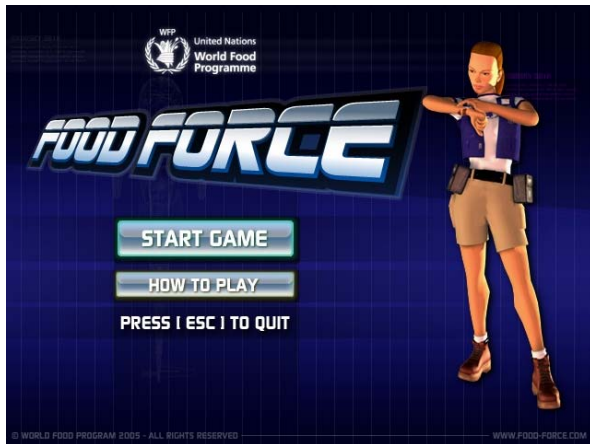 WFP
United Nations
World Food
Programme
FOOD FORCE
START GAME
HOW TO PLAY
PRESS [ ESC ] TO QUIT
© WORLD FOOD PROGRAM 2005 - ALL RIGHTS RESERVED
WWW.FOOD-FORCE.COM